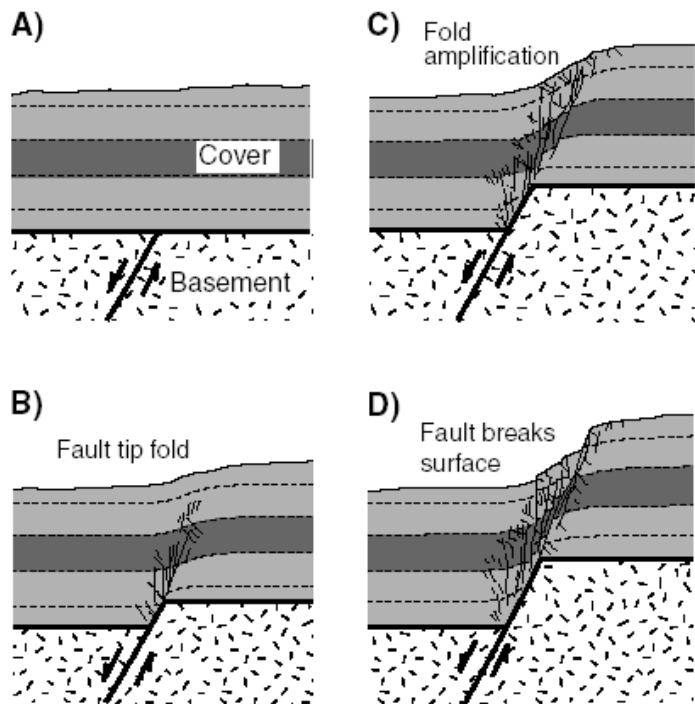 A)
Cover
Basement
B)
Fault tip fold
C)
Fold
amplification
D)
Fault breaks
surface